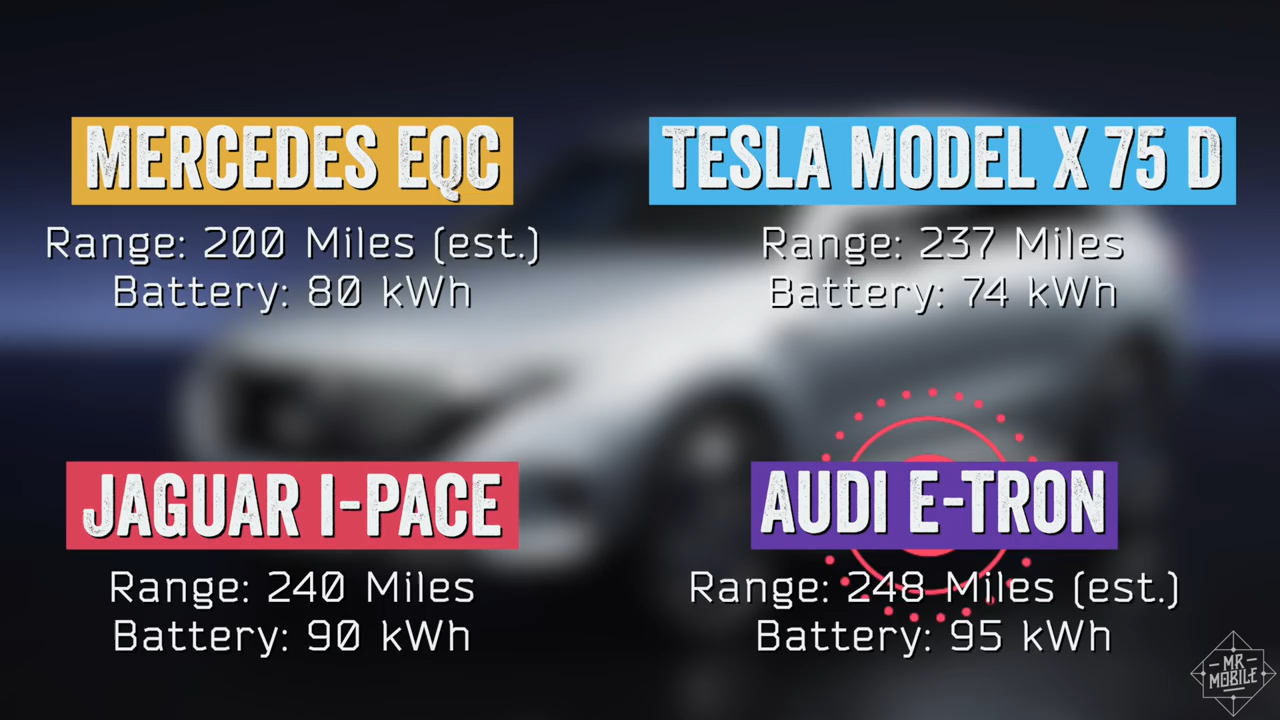 MERCEDES EQC
Range: 200 Miles (est.)
Battery: 80 kWh
TESLA MODEL X 75 D
Range: 237 Miles
Battery: 74 kWh
JAGUAR I-PACE
Range: 240 Miles
Battery: 90 kWh
AUDI E-TRON
Range: 248 Miles (est.)
Battery: 95 kWh
MR
MOBILE